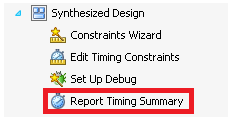 Synthesized Design
Constraints Wizard
Edit Timing Constraints
Set Up Debug
Report Timing Summary